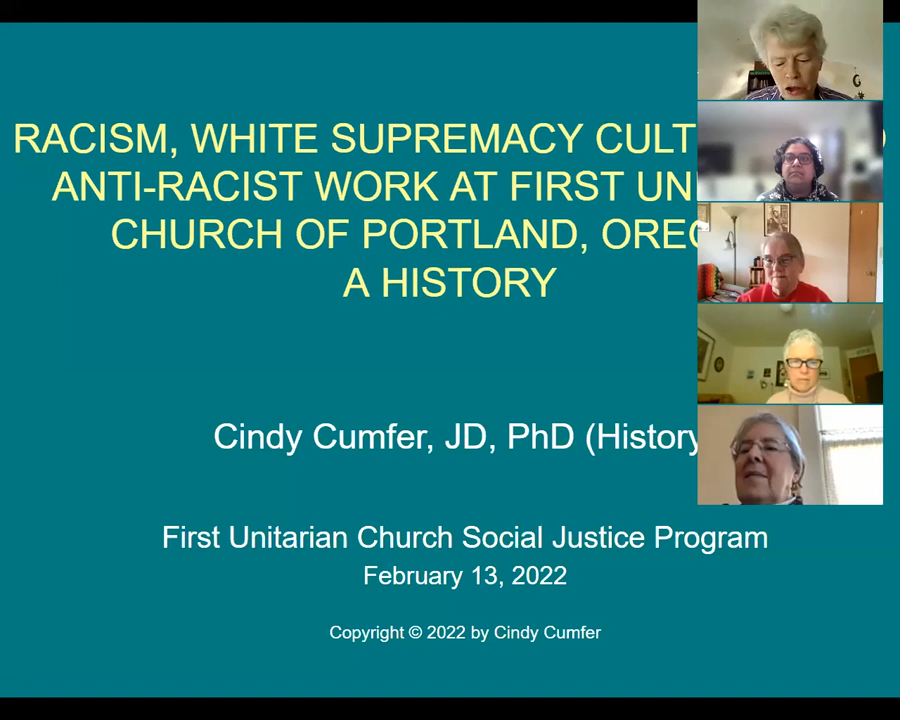 RACISM, WHITE SUPREMACY CULT
ANTI-RACIST WORK AT FIRST UN
CHURCH OF PORTLAND, OREG
A HISTORY
Cindy Cumfer, JD, PhD (History
First Unitarian Church Social Justice Program
February 13, 2022
Copyright © 2022 by Cindy Cumfer